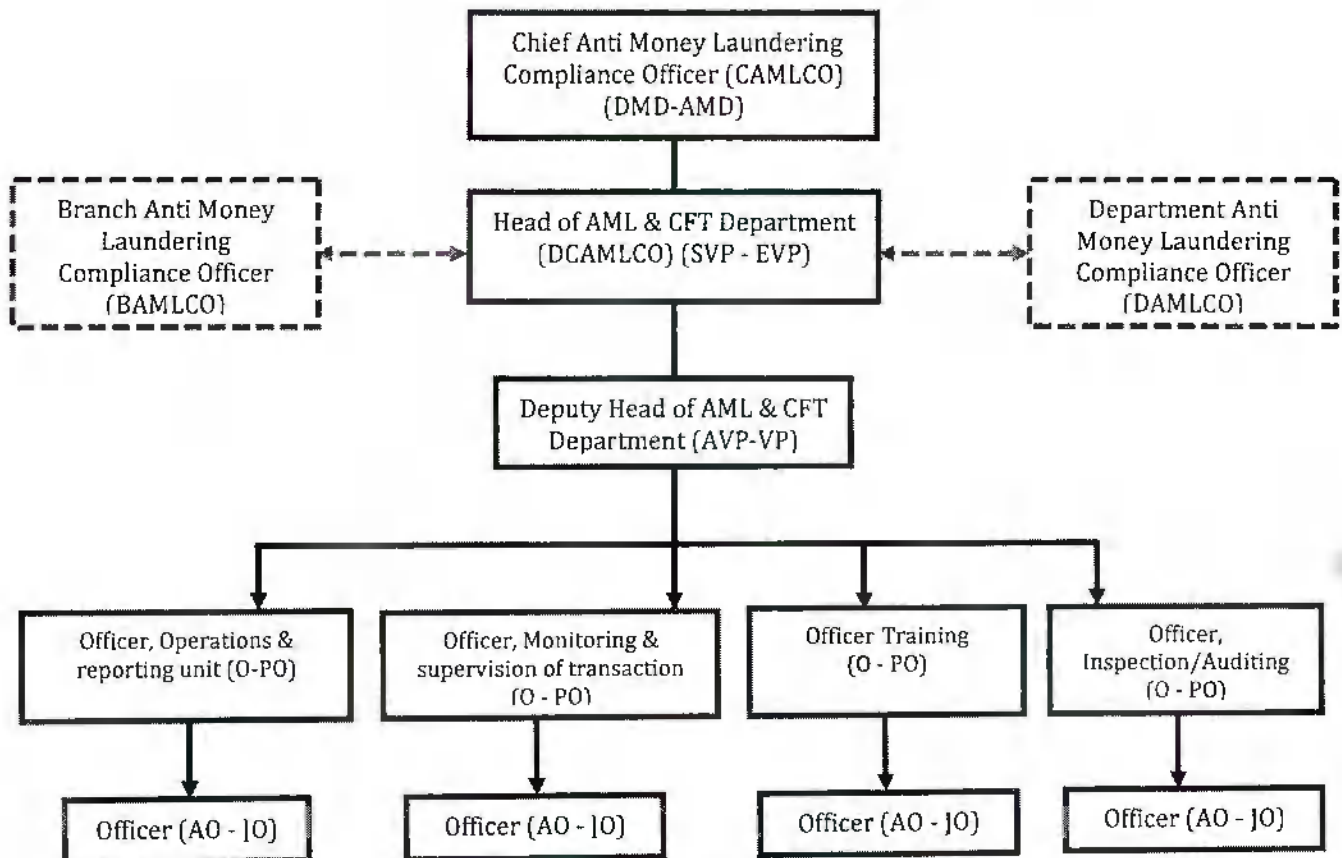 Chief Anti Money Laundering
Compliance Officer (CAMLCO)
(DMD-AMD)
Branch Anti Money
Laundering
Compliance Officer
(BAMLCO)
Head of AML & CFT Department
(DCAMLCO) (SVP - EVP)
Department Anti
Money Laundering
Compliance Officer
(DAMLCO)
Deputy Head of AML & CFT
Department (AVP-VP)
Officer, Operations &
reporting unit (O-PO)
Officer, Monitoring &
supervision of transaction
(O - PO)
Officer Training
(O - PO)
Officer,
Inspection/Auditing
(O - PO)
Officer (AO - JO)
Officer (AO - JO)
Officer (AO - JO)
Officer (AO - JO)